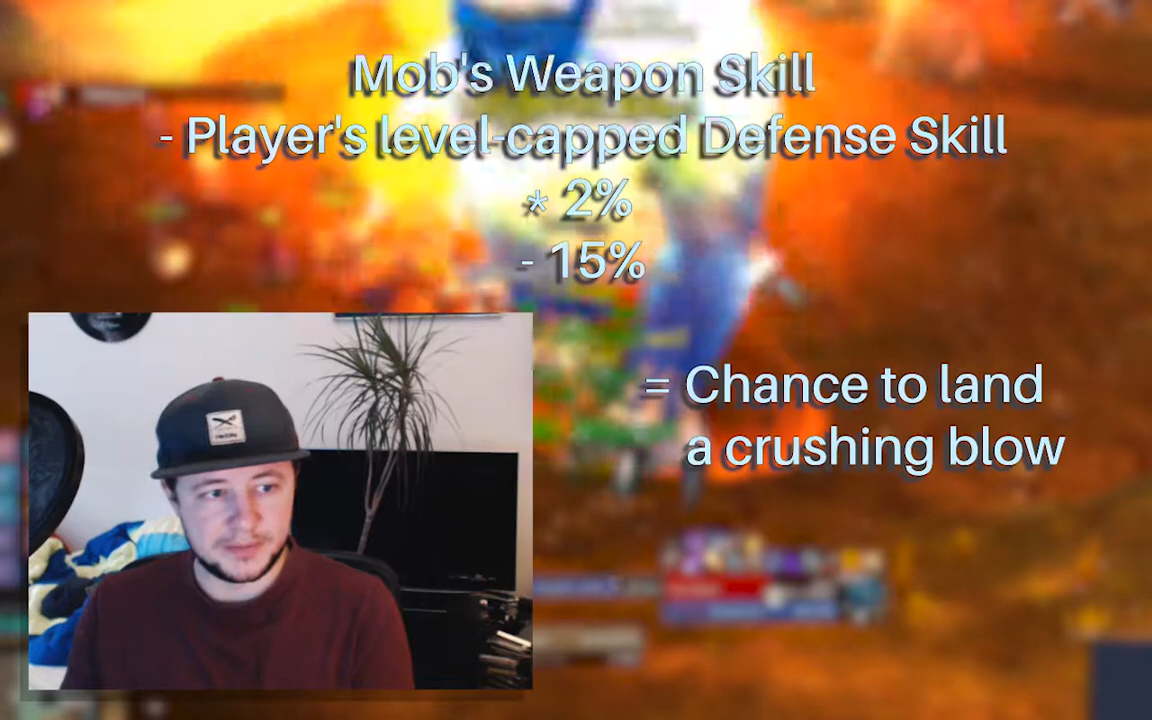 Mob's Weapon Skill
- Player's level-capped Defense Skill
* 2%
- 15%
= Chance to land
a crushing blow